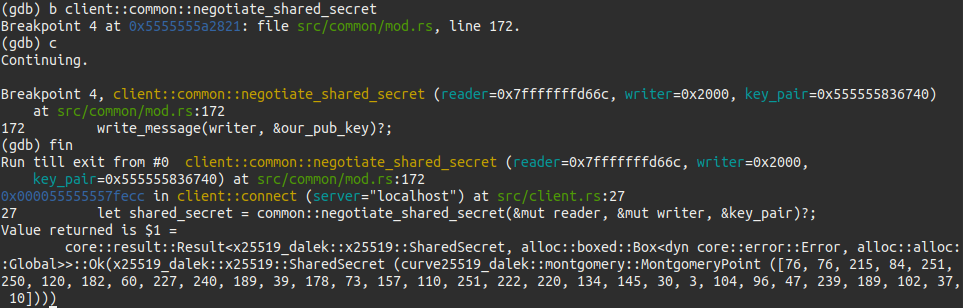 (gdb) b client::common::negotiate_shared_secret
Breakpoint 4 at 0x5555555a2821: file src/common/mod.rs, line 172.
(gdb) c
Continuing.

Breakpoint 4, client::common::negotiate_shared_secret (reader=0x7fffffffd66c, writer=0x2000, key_pair=0x555555836740)
    at src/common/mod.rs:172
172         write_message(writer, &our_pub_key)?;
(gdb) fin
Run till exit from #0  client::common::negotiate_shared_secret (reader=0x7fffffffd66c, writer=0x2000,
    key_pair=0x555555836740) at src/common/mod.rs:172
0x000055555557fecc in client::connect (server="localhost") at src/client.rs:27
27          let shared_secret = common::negotiate_shared_secret(&mut reader, &mut writer, &key_pair)?;
Value returned is $1 =
        core::result::Result<x25519_dalek::x25519::SharedSecret, alloc::boxed::Box<dyn core::error::Error, alloc::alloc:
:Global>>::Ok(x25519_dalek::x25519::SharedSecret (curve25519_dalek::montgomery::MontgomeryPoint ([76, 76, 215, 84, 251,
250, 120, 182, 60, 227, 240, 189, 39, 178, 73, 157, 110, 251, 222, 220, 134, 145, 30, 3, 104, 96, 47, 239, 189, 102, 37,
 10])))